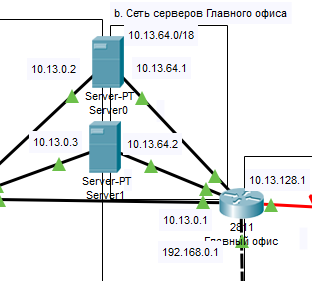 b. Сеть серверов Главного офиса
10.13.64.0/18
10.13.0.2
10.13.64.1
Server-PT
Server0
10.13.0.3
10.13.64.2
Server-PT
Server1
10.13.128.1
10.13.0.1
2811
Главный офис
192.168.0.1